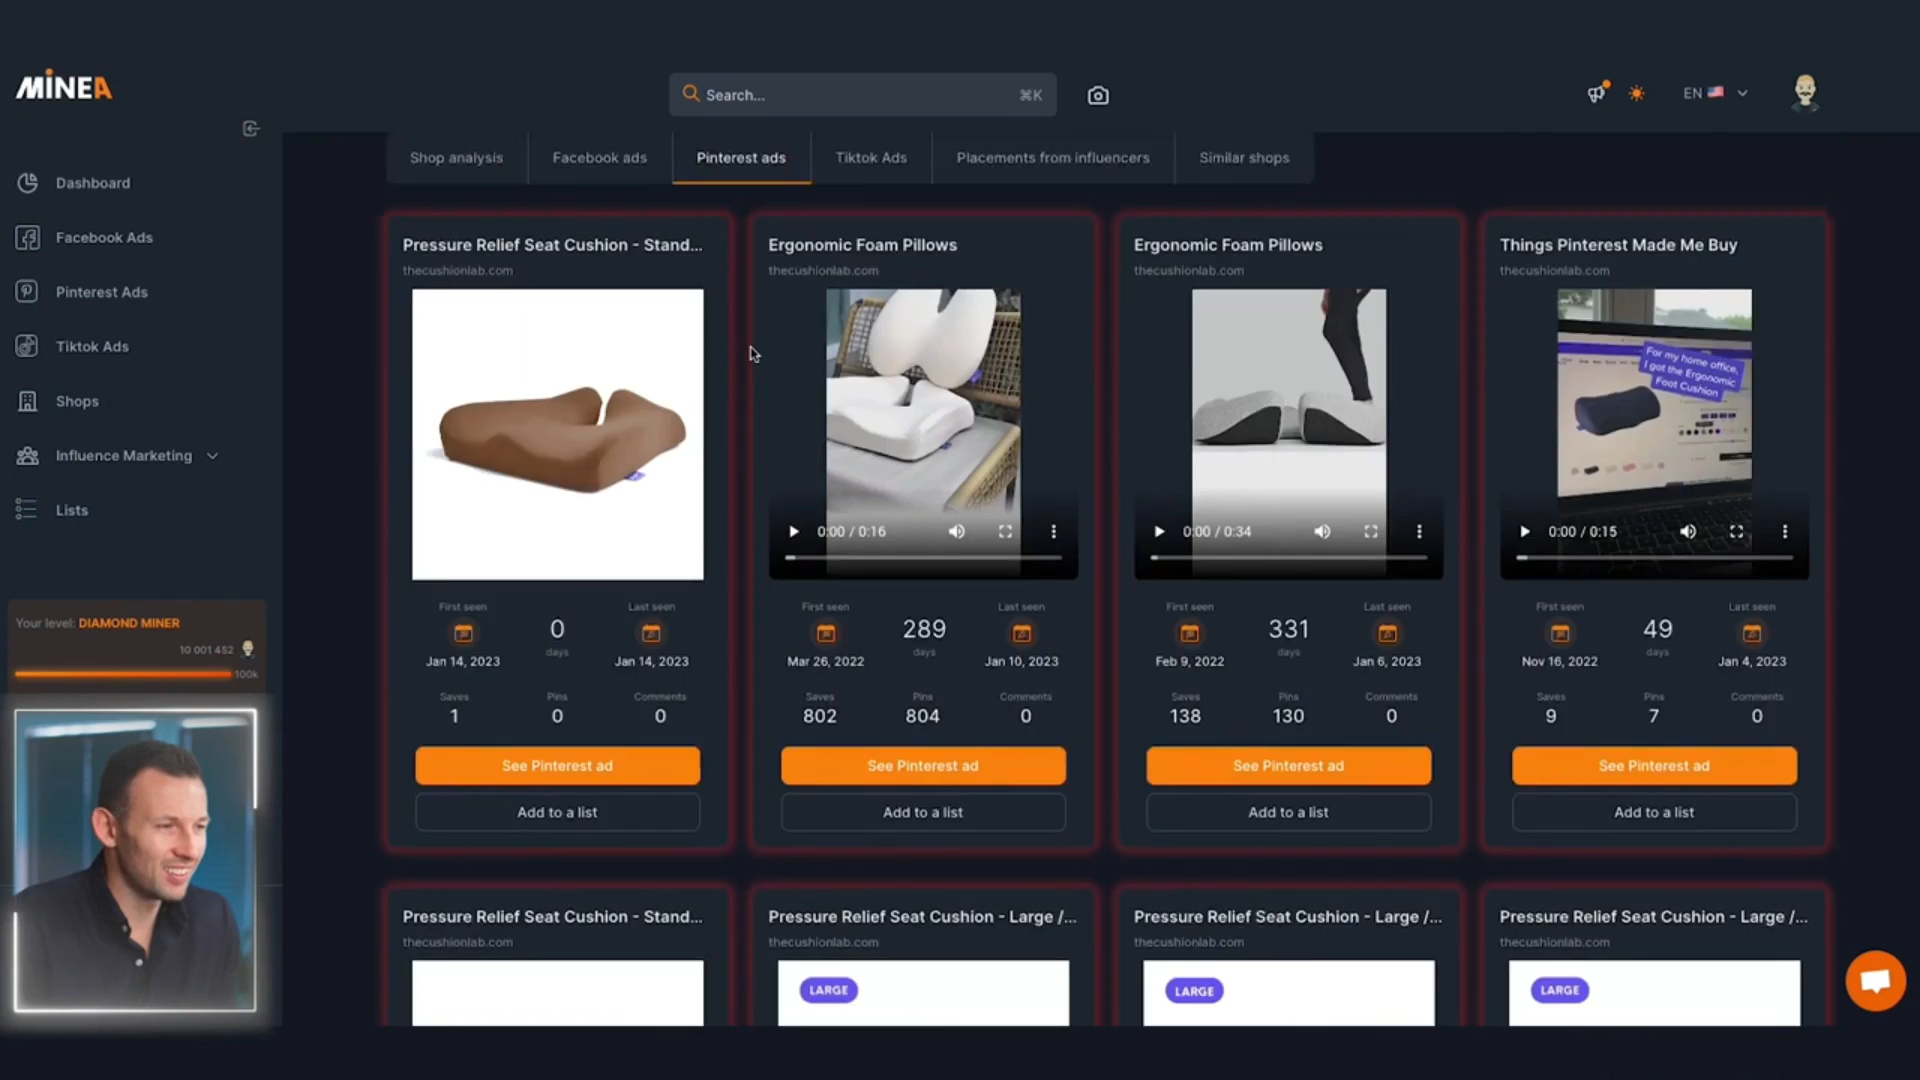 MINEA
Search...
⌘K
EN
Dashboard
Facebook Ads
Pinterest Ads
Tiktok Ads
Shops
Influence Marketing
Lists
Your level: DIAMOND MINER
10 001 452
100k
Shop analysis
Facebook ads
Pinterest ads
Tiktok Ads
Placements from influencers
Similar shops
Pressure Relief Seat Cushion - Stand...
thecushionlab.com
First seen
0
days
Last seen
Jan 14, 2023
Jan 14, 2023
Saves
Pins
Comments
1
0
0
See Pinterest ad
Add to a list
Ergonomic Foam Pillows
thecushionlab.com
0:00 / 0:16
First seen
289
days
Last seen
Mar 26, 2022
Jan 10, 2023
Saves
Pins
Comments
802
804
0
See Pinterest ad
Add to a list
Ergonomic Foam Pillows
thecushionlab.com
0:00 / 0:34
First seen
331
days
Last seen
Feb 9, 2022
Jan 6, 2023
Saves
Pins
Comments
138
130
0
See Pinterest ad
Add to a list
Things Pinterest Made Me Buy
thecushionlab.com
For my home office,
I got the Ergonomic
Foot Cushion
0:00 / 0:15
First seen
49
days
Last seen
Nov 16, 2022
Jan 4, 2023
Saves
Pins
Comments
9
7
0
See Pinterest ad
Add to a list
Pressure Relief Seat Cushion - Stand...
thecushionlab.com
Pressure Relief Seat Cushion - Large /...
thecushionlab.com
LARGE
Pressure Relief Seat Cushion - Large /...
thecushionlab.com
LARGE
Pressure Relief Seat Cushion - Large /...
thecushionlab.com
LARGE